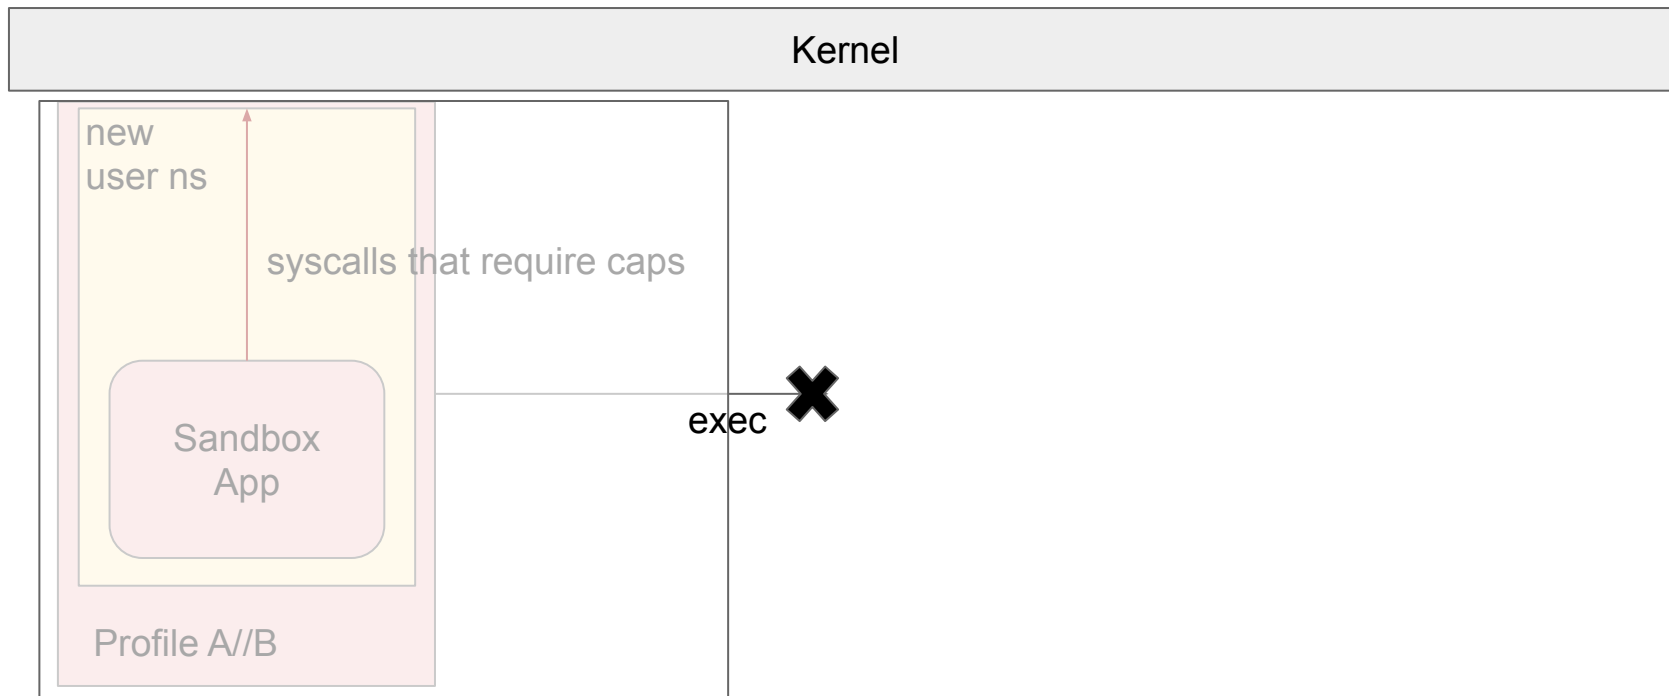 Kernel
new
user ns
syscalls that require caps
exec
Sandbox
App
Profile A//B